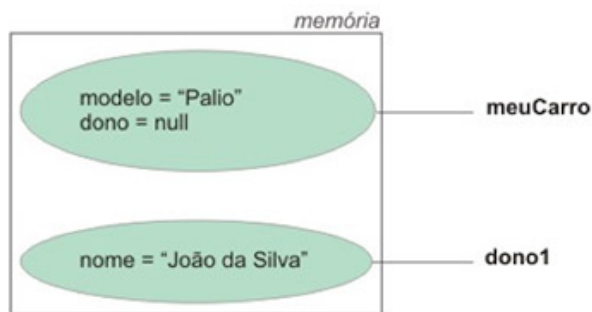 memória
modelo = “Palio”
dono = null
meuCarro
nome = “João da Silva”
dono1